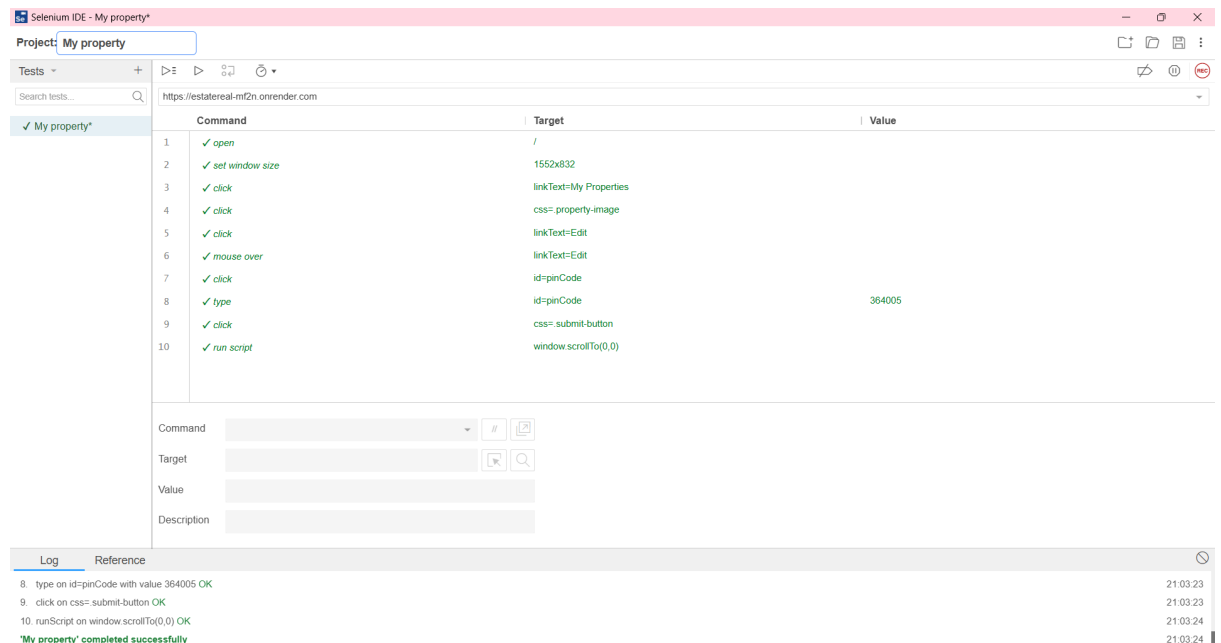 Selenium IDE - My property*
Project: My property
Tests
Search tests...
✓ My property*
https://estatereal-mf2n.onrender.com
Command Target Value
1 ✓ open /
2 ✓ set window size 1552x832
3 ✓ click linkText=My Properties
4 ✓ click css=.property-image
5 ✓ click linkText=Edit
6 ✓ mouse over linkText=Edit
7 ✓ click id=pinCode
8 ✓ type id=pinCode 364005
9 ✓ click css=.submit-button
10 ✓ run script window.scrollTo(0,0)
Command //
Target
Value
Description
Log Reference
8. type on id=pinCode with value 364005 OK 21:03:23
9. click on css=.submit-button OK 21:03:23
10. runScript on window.scrollTo(0,0) OK 21:03:24
'My property' completed successfully 21:03:24
Se
REC